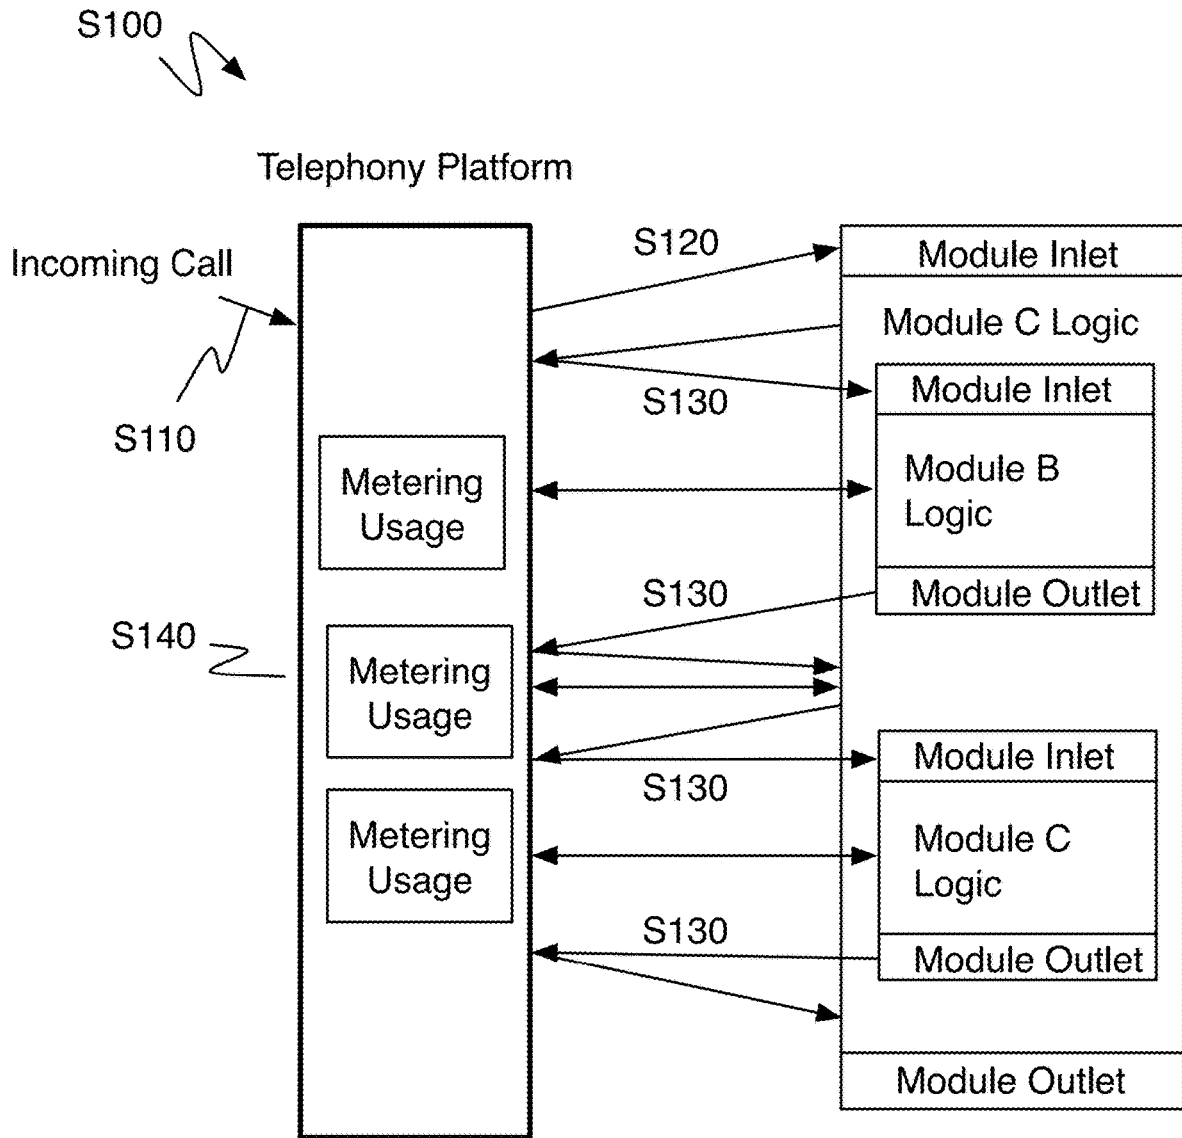 S100
Telephony Platform
Incoming Call
S110
S120
Module Inlet
Module C Logic
S130
Module Inlet
Metering
Usage
Module B
Logic
S130
Module Outlet
S140
Metering
Usage
Module Inlet
S130
Metering
Usage
Module C
Logic
S130
Module Outlet
Module Outlet